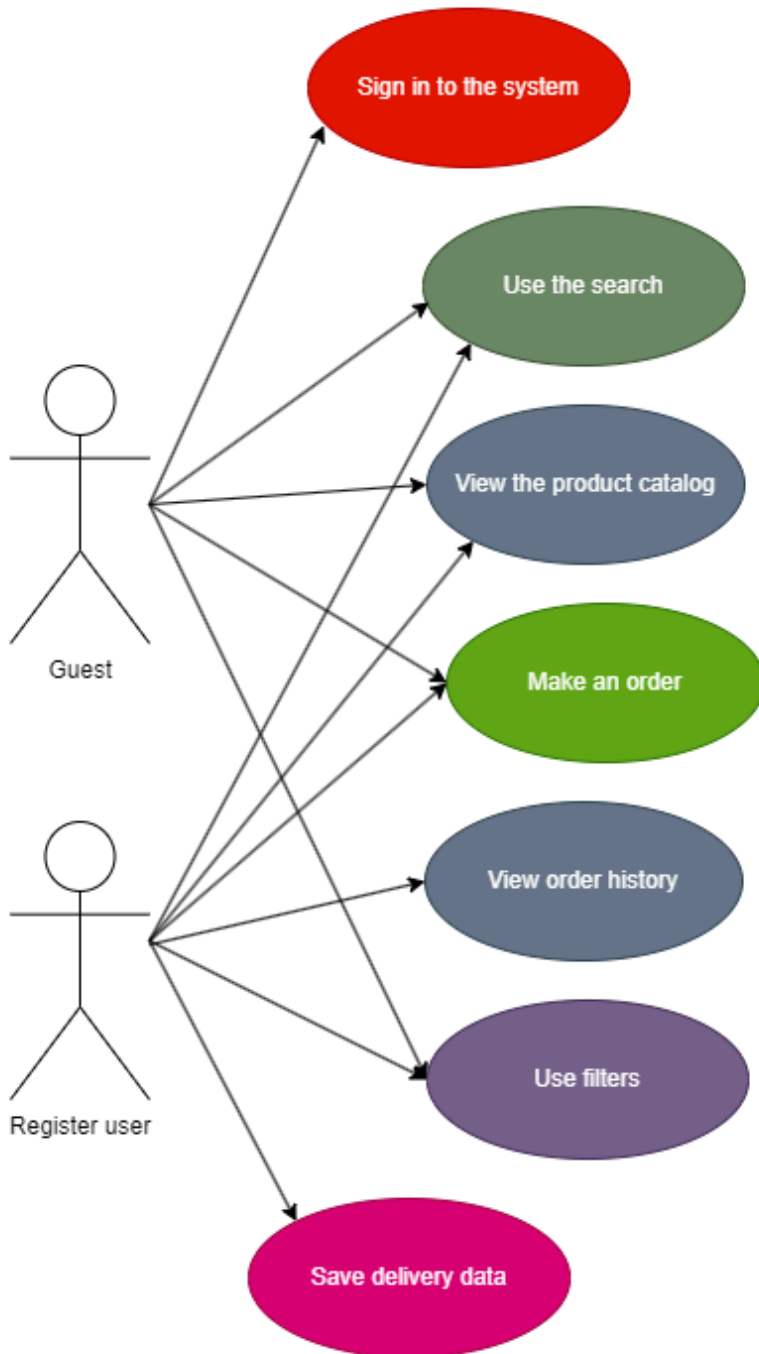 Sign in to the system
Use the search
View the product catalog
Guest
Make an order
View order history
Use filters
Register user
Save delivery data